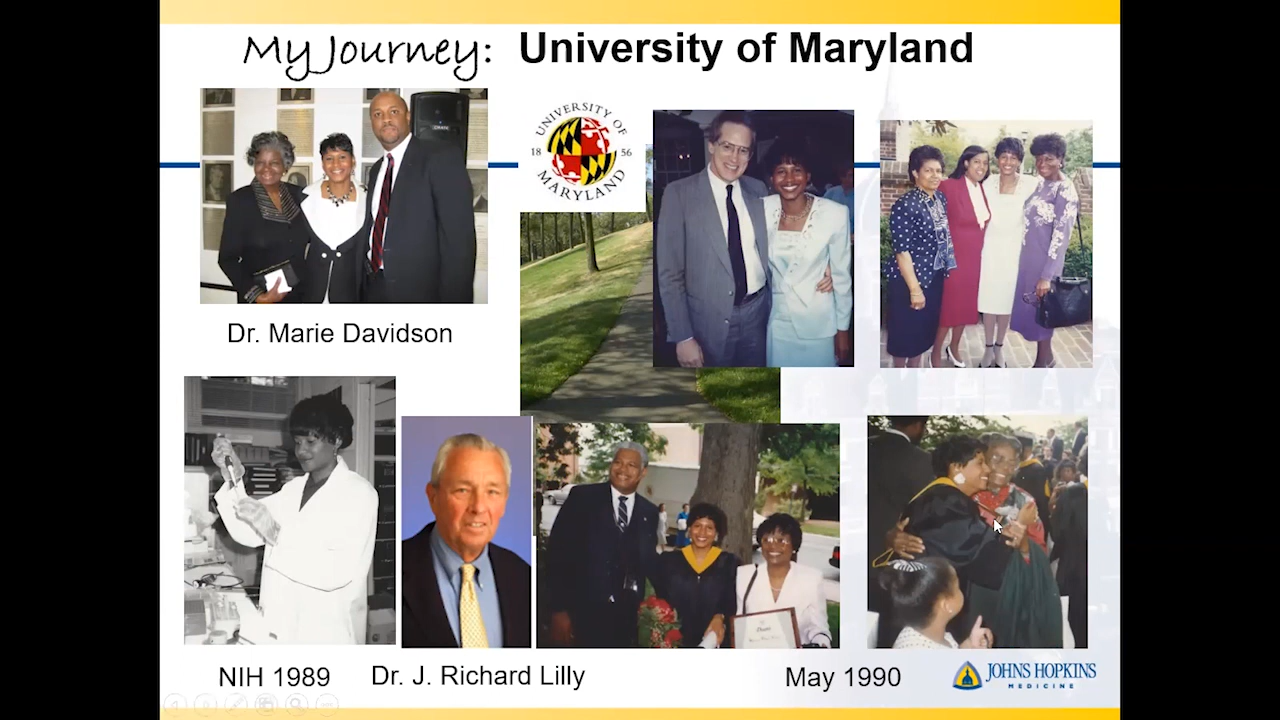 My Journey: University of Maryland
UNIVERSITY OF
18 56
MARYLAND
CRATE
Dr. Marie Davidson
NIH 1989
Dr. J. Richard Lilly
May 1990
JOHNS HOPKINS
MEDICINE